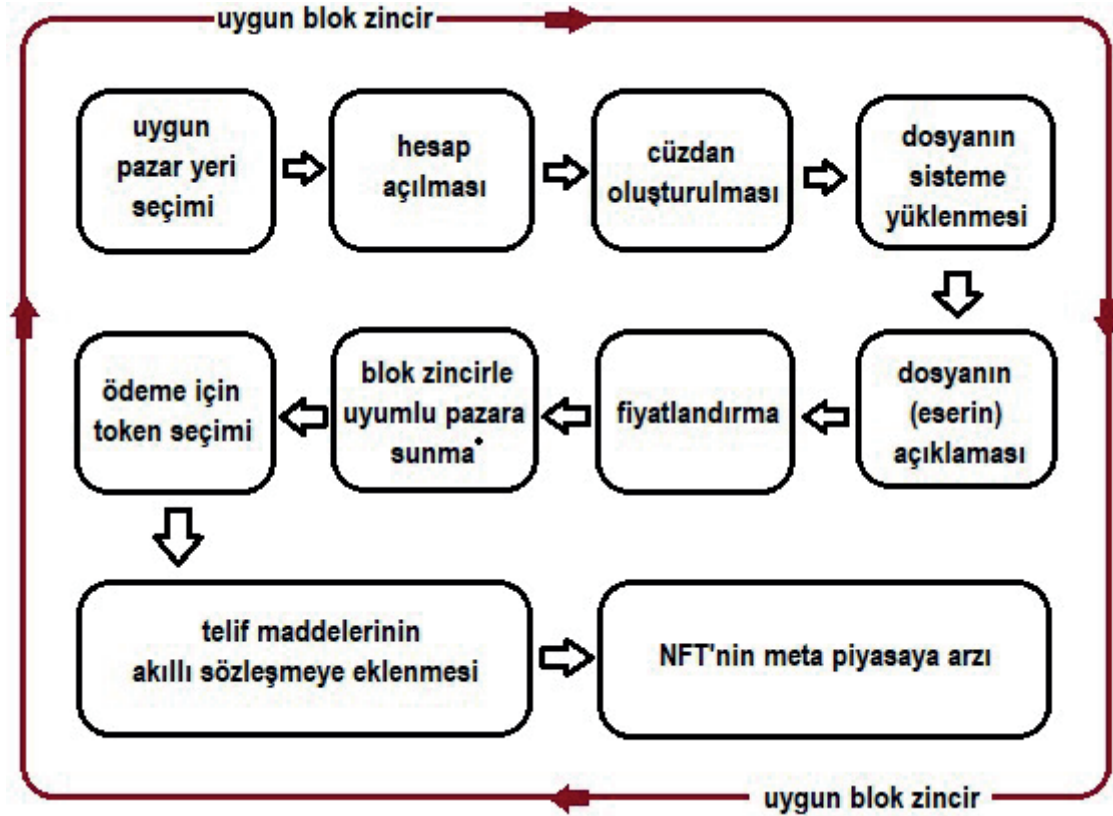 uygun blok zincir
uygun
pazar yeri
seçimi
hesap
açılması
cüzdan
oluşturulması
dosyanın
sisteme
yüklenmesi
dosyanın
(eserin)
açıklaması
fiyatlandırma
blok zincirle
uyumlu pazara
sunma
ödeme için
token seçimi
telif maddelerinin
akıllı sözleşmeye eklenmesi
NFT'nin meta piyasaya arzı
uygun blok zincir